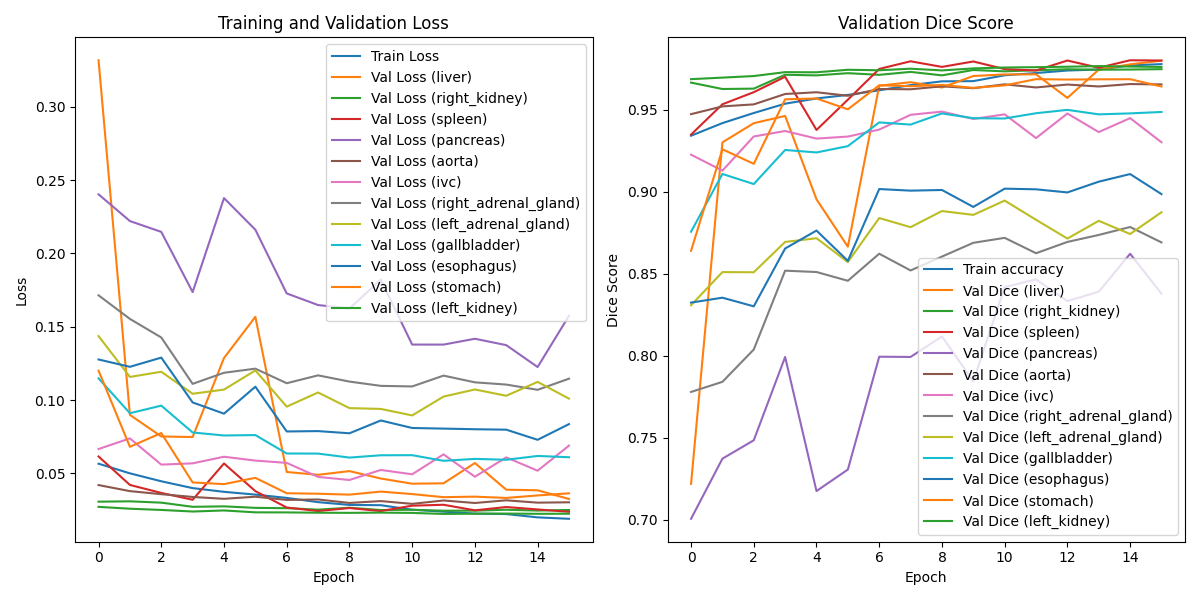 Training and Validation Loss
Loss
0.30
0.25
0.20
0.15
0.10
0.05
0 2 4 6 8 10 12 14
Epoch
Train Loss
Val Loss (liver)
Val Loss (right_kidney)
Val Loss (spleen)
Val Loss (pancreas)
Val Loss (aorta)
Val Loss (ivc)
Val Loss (right_adrenal_gland)
Val Loss (left_adrenal_gland)
Val Loss (gallbladder)
Val Loss (esophagus)
Val Loss (stomach)
Val Loss (left_kidney)
Validation Dice Score
Dice Score
0.95
0.90
0.85
0.80
0.75
0.70
0 2 4 6 8 10 12 14
Epoch
Train accuracy
Val Dice (liver)
Val Dice (right_kidney)
Val Dice (spleen)
Val Dice (pancreas)
Val Dice (aorta)
Val Dice (ivc)
Val Dice (right_adrenal_gland)
Val Dice (left_adrenal_gland)
Val Dice (gallbladder)
Val Dice (esophagus)
Val Dice (stomach)
Val Dice (left_kidney)